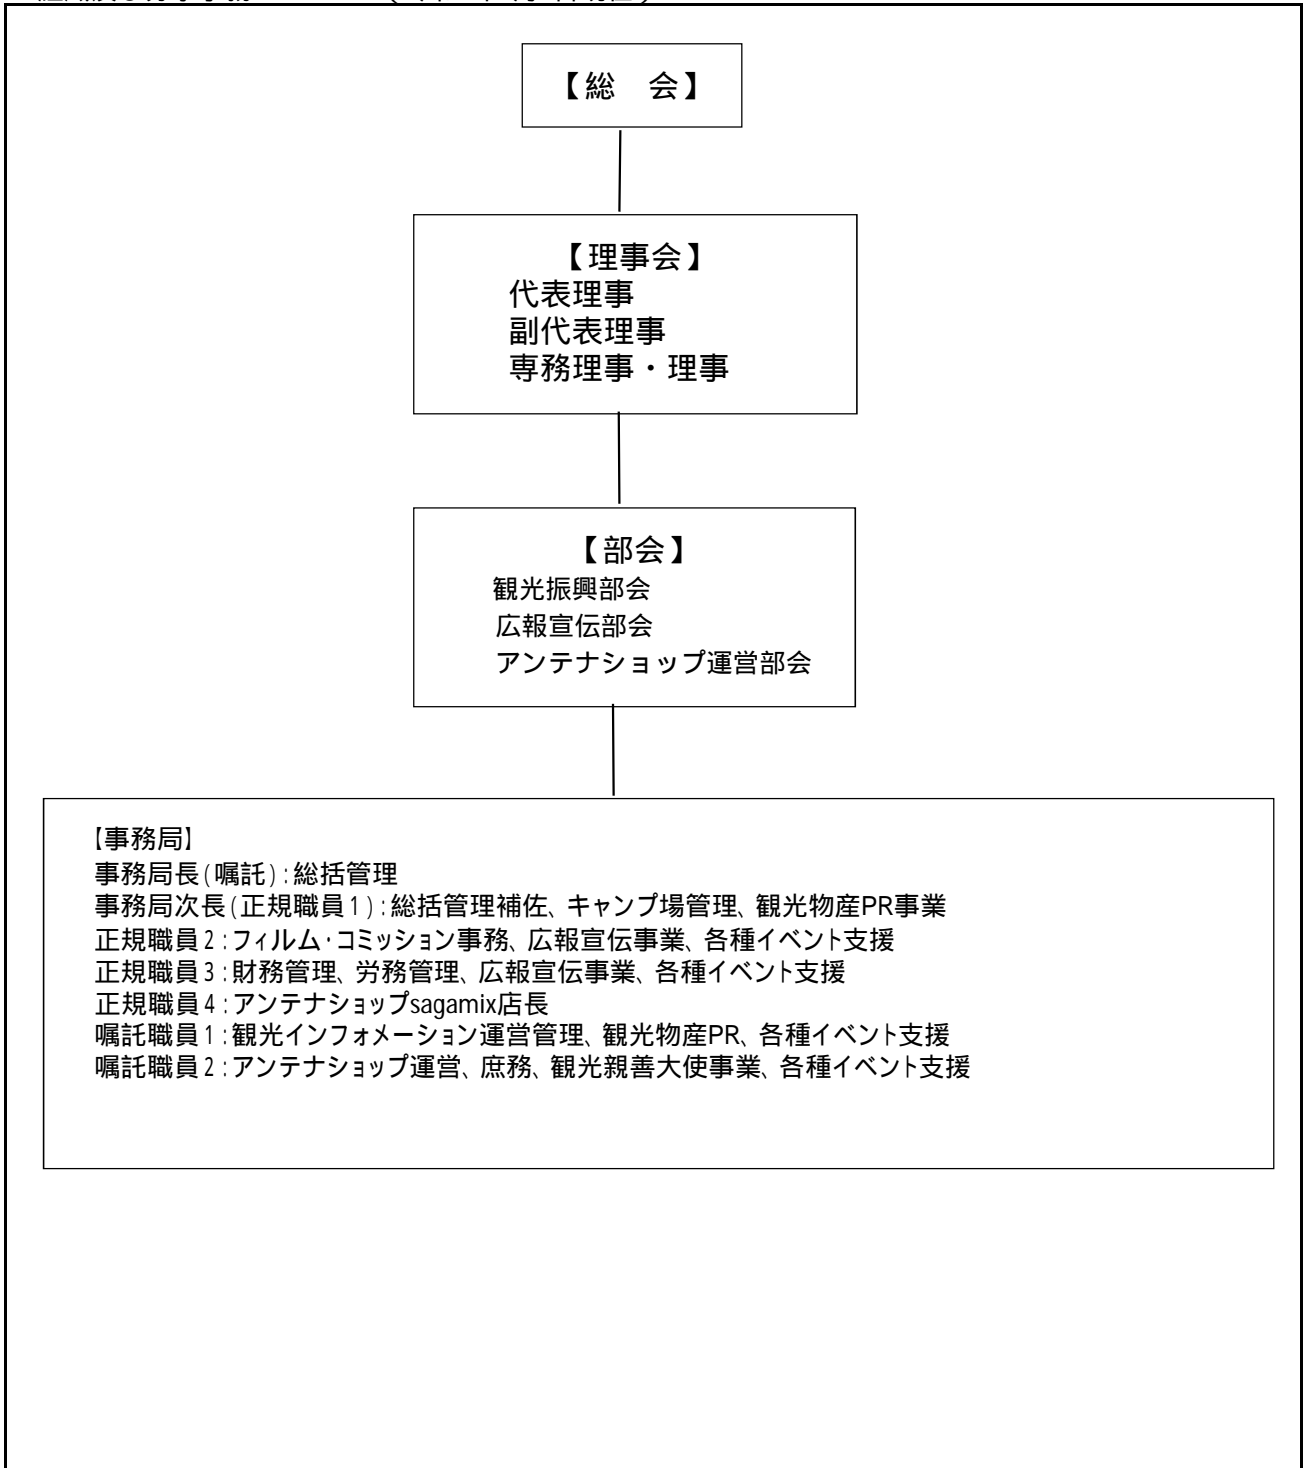 【総　会】
【理事会】
代表理事
副代表理事
専務理事・理事
【部会】
観光振興部会
広報宣伝部会
アンテナショップ運営部会
【事務局】
事務局長(嘱託):総括管理
事務局次長(正規職員1):総括管理補佐、キャンプ場管理、観光物産PR事業
正規職員2:フィルム・コミッション事務、広報宣伝事業、各種イベント支援
正規職員3:財務管理、労務管理、広報宣伝事業、各種イベント支援
正規職員4:アンテナショップsagamix店長
嘱託職員1:観光インフォメーション運営管理、観光物産PR、各種イベント支援
嘱託職員2:アンテナショップ運営、庶務、観光親善大使事業、各種イベント支援